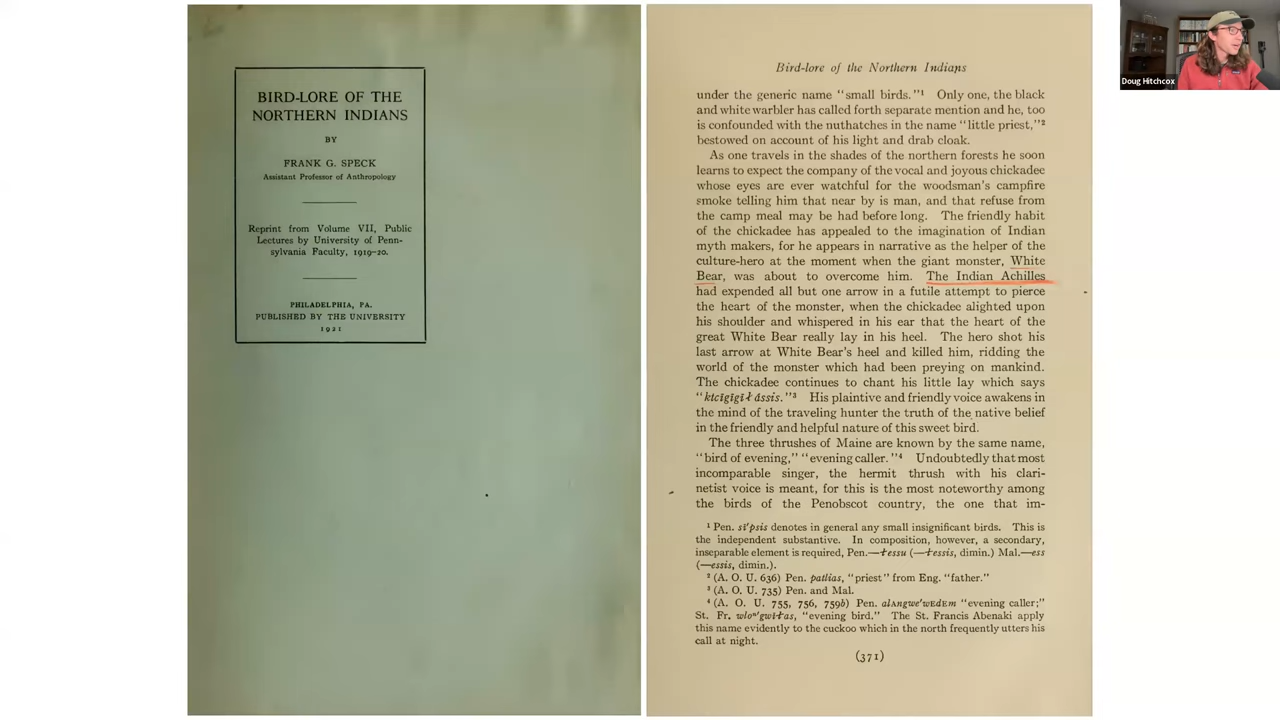 BIRD-LORE OF THE
NORTHERN INDIANS
BY
FRANK G. SPECK
Assistant Professor of Anthropology
Reprint from Volume VII, Public
Lectures by University of Penn-
sylvania Faculty, 1919-20.
PHILADELPHIA, PA.
PUBLISHED BY THE UNIVERSITY
1921
Bird-lore of the Northern Indians
under the generic name "small birds."¹ Only one, the black
and white warbler has called forth separate mention and he, too
is confounded with the nuthatches in the name "little priest,"²
bestowed on account of his light and drab cloak.
As one travels in the shades of the northern forests he soon
learns to expect the company of the vocal and joyous chickadee
whose eyes are ever watchful for the woodsman's campfire
smoke telling him that near by is man, and that refuse from
the camp meal may be had before long. The friendly habit
of the chickadee has appealed to the imagination of Indian
myth makers, for he appears in narrative as the helper of the
culture-hero at the moment when the giant monster, White
Bear, was about to overcome him. The Indian Achilles
had expended all but one arrow in a futile attempt to pierce
the heart of the monster, when the chickadee alighted upon
his shoulder and whispered in his ear that the heart of the
great White Bear really lay in his heel. The hero shot his
last arrow at White Bear's heel and killed him, ridding the
world of the monster which had been preying on mankind.
The chickadee continues to chant his little lay which says
"ktcīgīgīłássis."³ His plaintive and friendly voice awakens in
the mind of the traveling hunter the truth of the native belief
in the friendly and helpful nature of this sweet bird.
The three thrushes of Maine are known by the same name,
"bird of evening," "evening caller."⁴ Undoubtedly that most
incomparable singer, the hermit thrush with his clari-
netist voice is meant, for this is the most noteworthy among
the birds of the Penobscot country, the one that im-
¹ Pen. sī'psis denotes in general any small insignificant birds. This is
the independent substantive. In composition, however, a secondary,
inseparable element is required, Pen.—łessu (—łessis, dimin.) Mal.—ess
(—essis, dimin.).
² (A. O. U. 636) Pen. patlias, "priest" from Eng. "father."
³ (A. O. U. 735) Pen. and Mal.
⁴ (A. O. U. 755, 756, 759b) Pen. alʌngwe'wᴇdᴇm "evening caller;"
St. Fr. wloⁿ'gwīłas, "evening bird." The St. Francis Abenaki apply
this name evidently to the cuckoo which in the north frequently utters his
call at night.
(371)
Doug Hitchcox